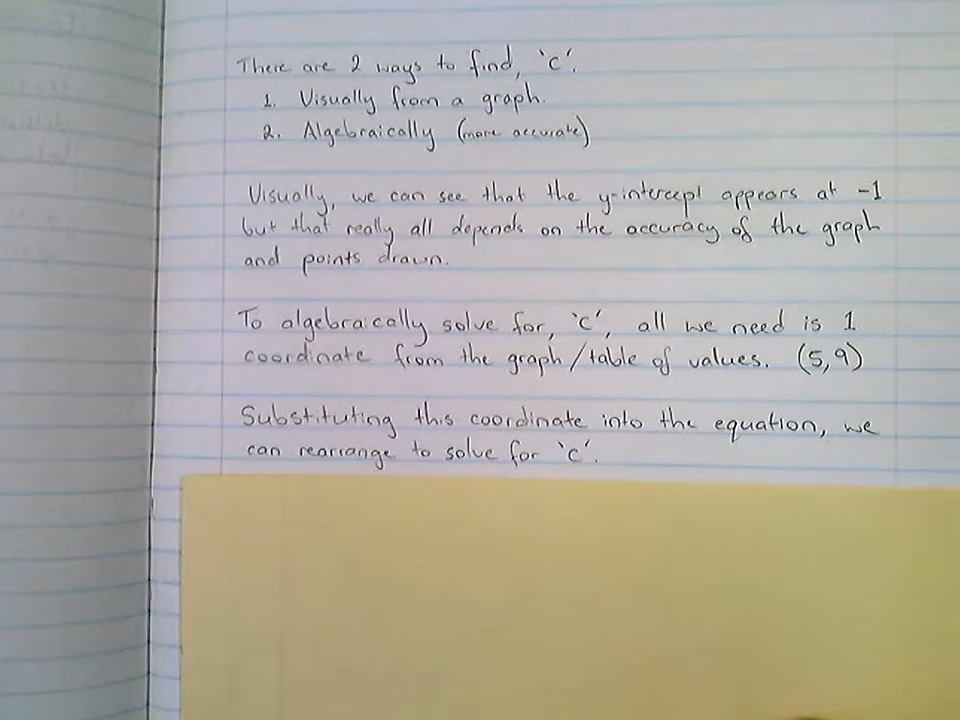 There are 2 ways to find, 'c'.
1. Visually from a graph.
2. Algebraically (more accurate)
Visually, we can see that the y-intercept appears at -1
but that really all depends on the accuracy of the graph
and points drawn.
To algebraically solve for, 'c', all we need is 1
coordinate from the graph/table of values. (5,9)
Substituting this coordinate into the equation, we
can rearrange to solve for 'c'.